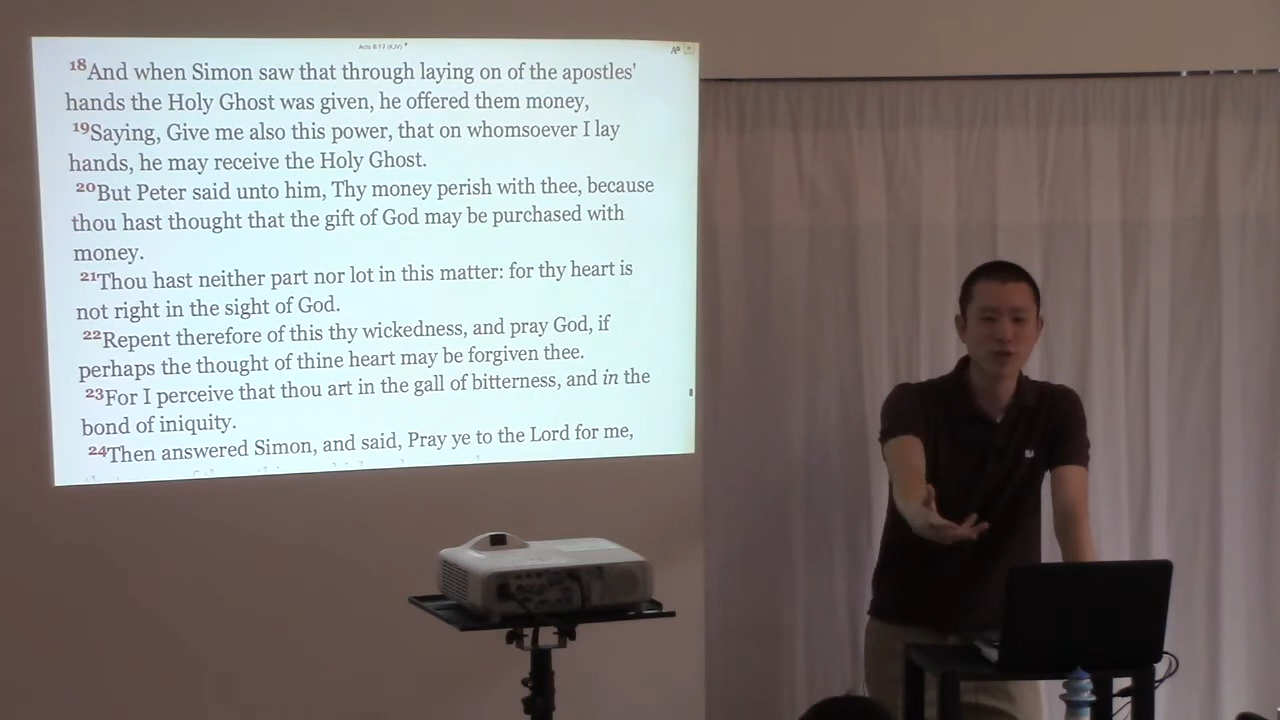 Acts 8:17 (KJV)
18And when Simon saw that through laying on of the apostles'
hands the Holy Ghost was given, he offered them money,
19Saying, Give me also this power, that on whomsoever I lay
hands, he may receive the Holy Ghost.
20But Peter said unto him, Thy money perish with thee, because
thou hast thought that the gift of God may be purchased with
money.
21Thou hast neither part nor lot in this matter: for thy heart is
not right in the sight of God.
22Repent therefore of this thy wickedness, and pray God, if
perhaps the thought of thine heart may be forgiven thee.
23For I perceive that thou art in the gall of bitterness, and in the
bond of iniquity.
24Then answered Simon, and said, Pray ye to the Lord for me,